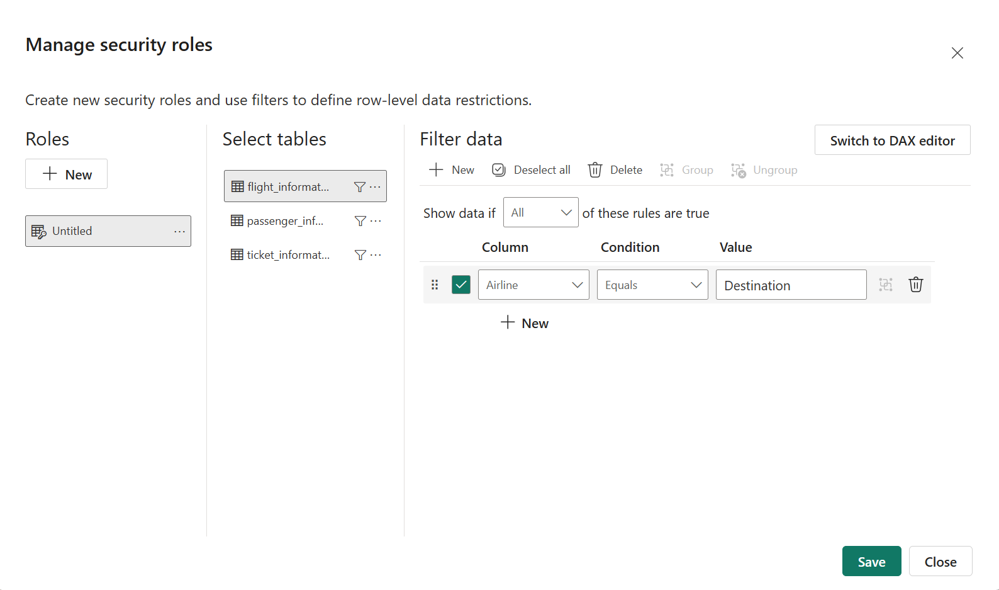 Manage security roles
Create new security roles and use filters to define row-level data restrictions.
Roles
New
Untitled
Select tables
flight_informat...
passenger_inf...
ticket_informat...
Filter data
Switch to DAX editor
New Deselect all Delete Group Ungroup
Show data if All of these rules are true
Column Condition Value
Airline Equals Destination
New
Save Close